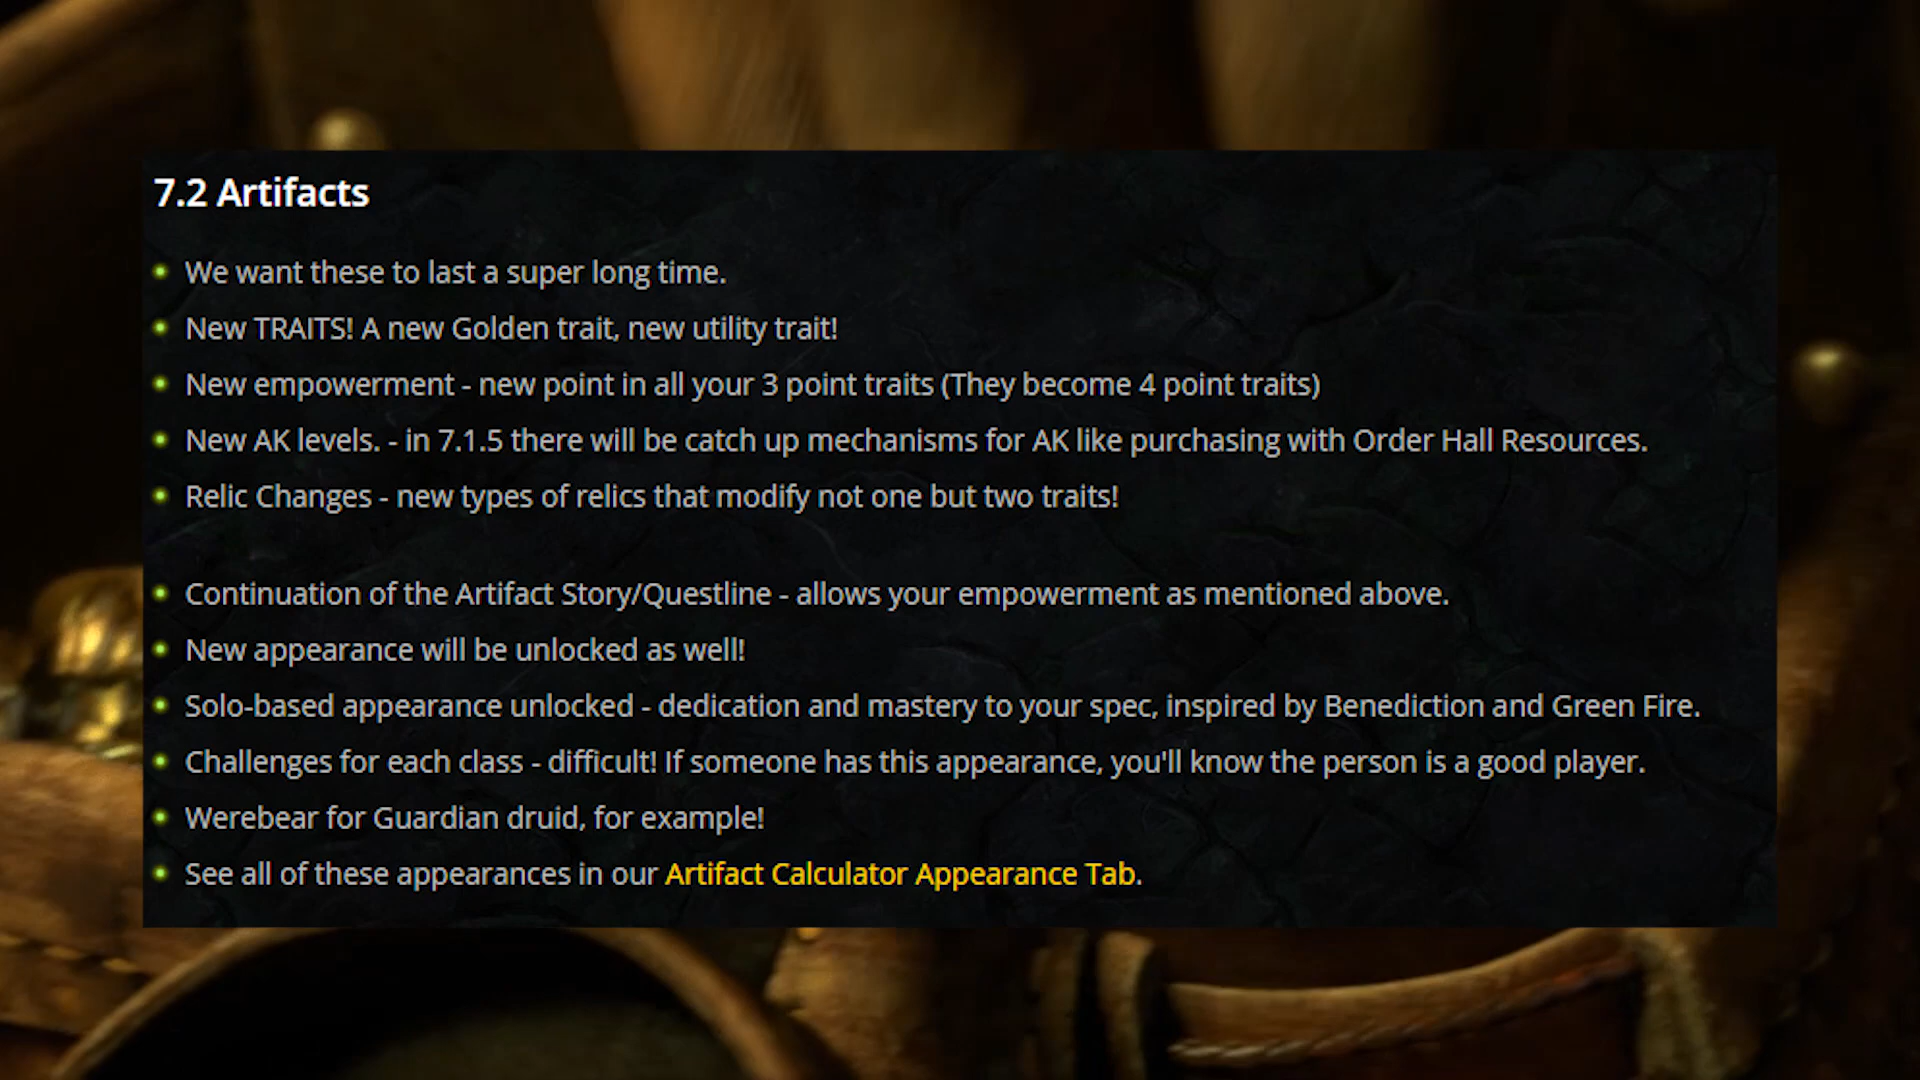 7.2 Artifacts
We want these to last a super long time.
New TRAITS! A new Golden trait, new utility trait!
New empowerment - new point in all your 3 point traits (They become 4 point traits)
New AK levels. - in 7.1.5 there will be catch up mechanisms for AK like purchasing with Order Hall Resources.
Relic Changes - new types of relics that modify not one but two traits!
Continuation of the Artifact Story/Questline - allows your empowerment as mentioned above.
New appearance will be unlocked as well!
Solo-based appearance unlocked - dedication and mastery to your spec, inspired by Benediction and Green Fire.
Challenges for each class - difficult! If someone has this appearance, you'll know the person is a good player.
Werebear for Guardian druid, for example!
See all of these appearances in our Artifact Calculator Appearance Tab.